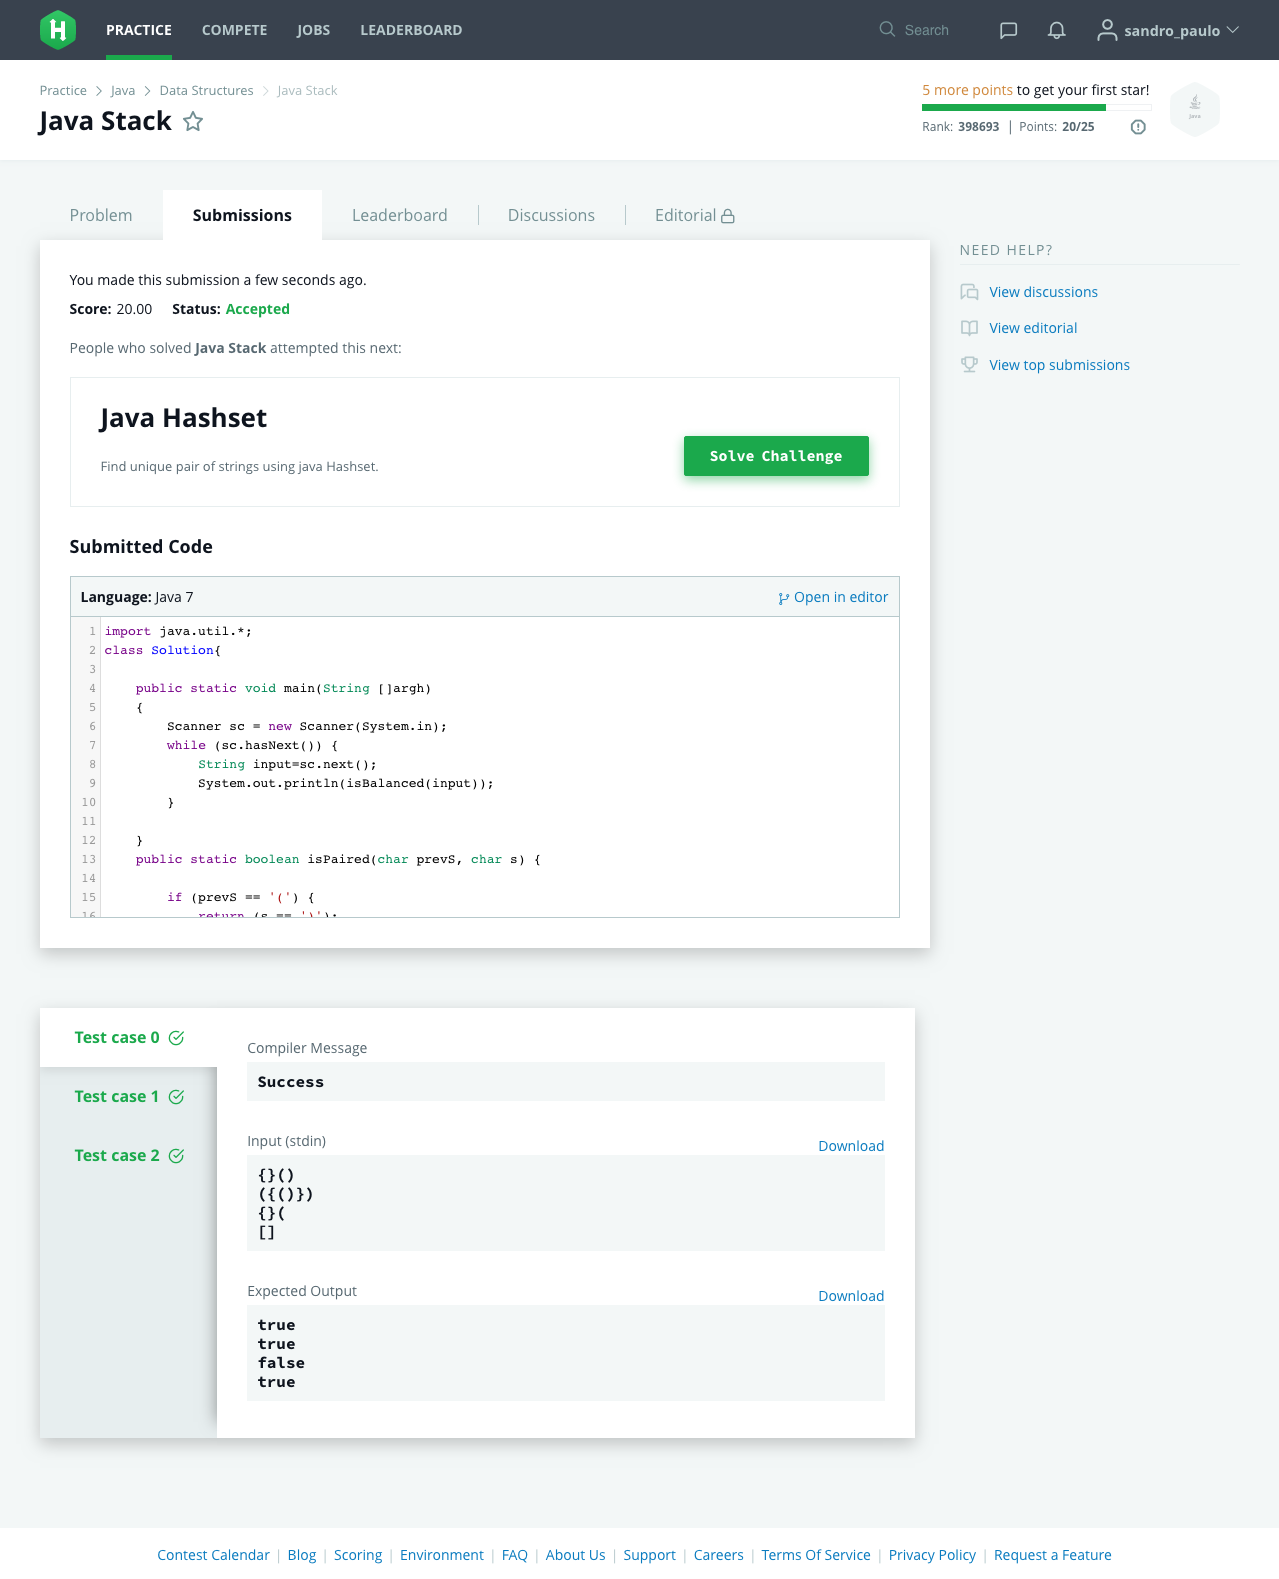 PRACTICE COMPETE JOBS LEADERBOARD Search sandro_paulo
Practice > Java > Data Structures > Java Stack
Java Stack
5 more points to get your first star!
Rank: 398693 | Points: 20/25
Java
Problem Submissions Leaderboard Discussions Editorial
You made this submission a few seconds ago.
Score: 20.00 Status: Accepted
People who solved Java Stack attempted this next:
Java Hashset
Find unique pair of strings using java Hashset.
Solve Challenge
NEED HELP?
View discussions
View editorial
View top submissions
Submitted Code
Language: Java 7 Open in editor
1 import java.util.*;
2 class Solution{
3
4     public static void main(String []argh)
5     {
6         Scanner sc = new Scanner(System.in);
7         while (sc.hasNext()) {
8             String input=sc.next();
9             System.out.println(isBalanced(input));
10         }
11
12     }
13     public static boolean isPaired(char prevS, char s) {
14
15         if (prevS == '(') {
16             return (s == ')');
Test case 0
Test case 1
Test case 2
Compiler Message
Success
Input (stdin) Download
{}()
({()})
{}(
[]
Expected Output Download
true
true
false
true
Contest Calendar | Blog | Scoring | Environment | FAQ | About Us | Support | Careers | Terms Of Service | Privacy Policy | Request a Feature